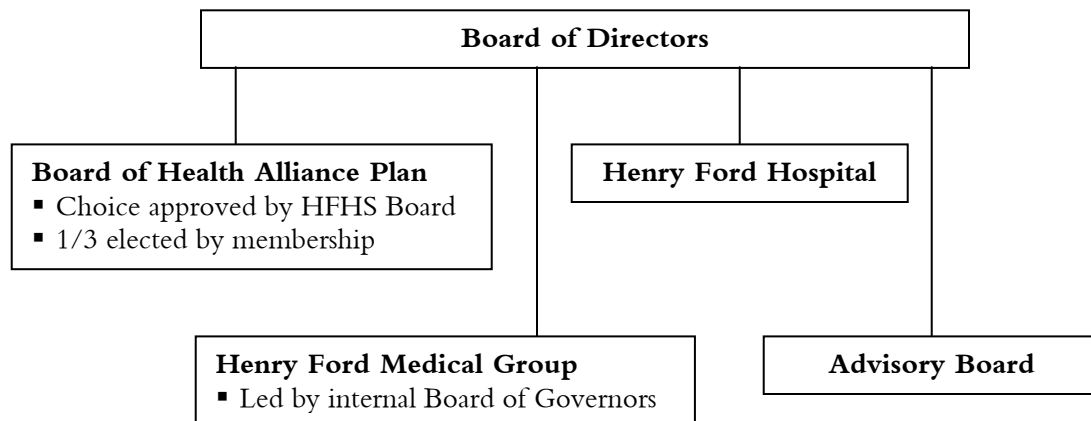 Board of Directors
Board of Health Alliance Plan
▪ Choice approved by HFHS Board
▪ 1/3 elected by membership
Henry Ford Hospital
Henry Ford Medical Group
▪ Led by internal Board of Governors
Advisory Board